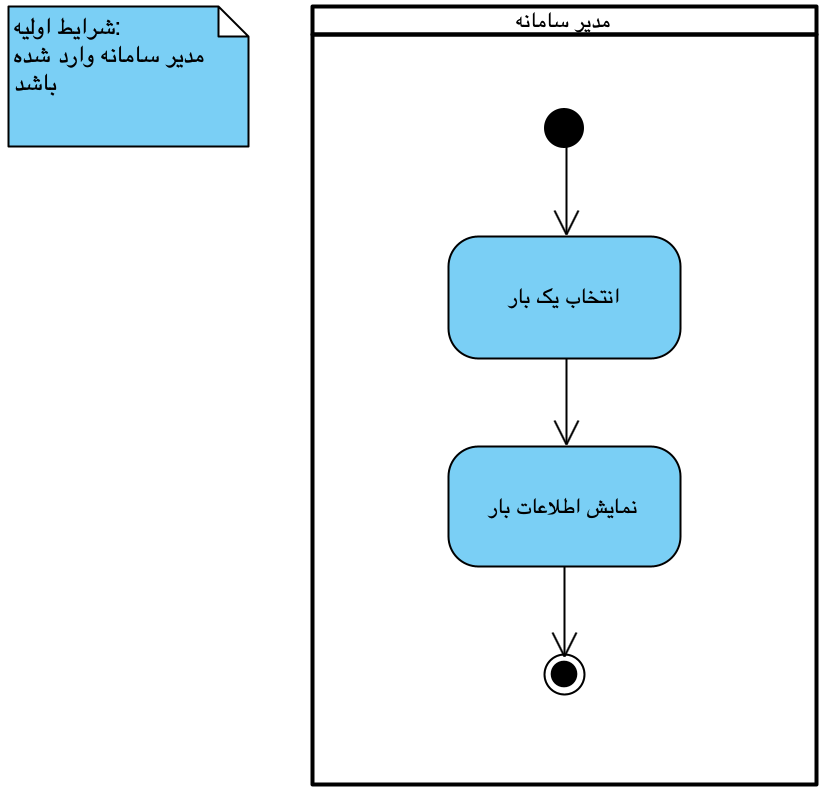 شرایط اولیه:
مدیر سامانه وارد شده
باشد
مدیر سامانه
انتخاب یک بار
نمایش اطلاعات بار